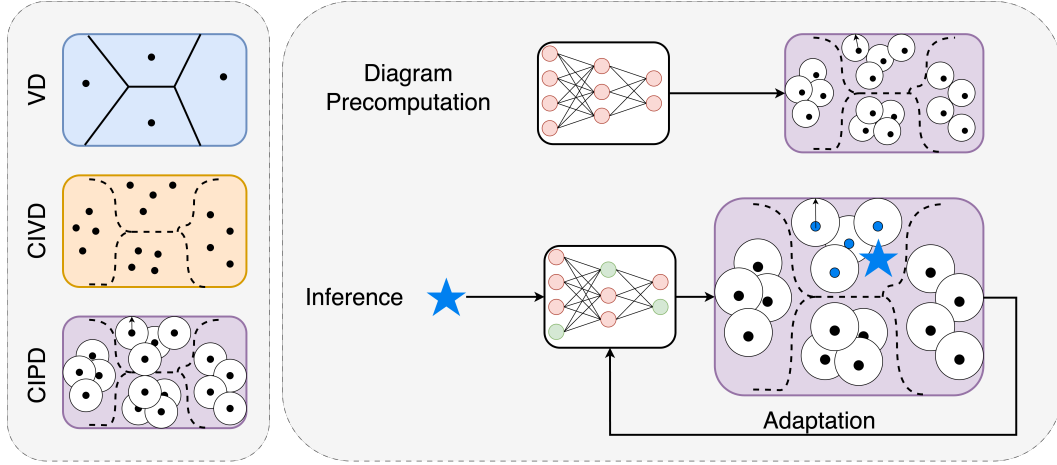 VD
CIVD
CIPD
Diagram
Precomputation
Inference
Adaptation